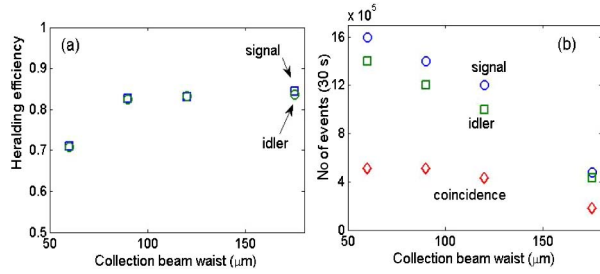 (a)
Heralding efficiency
1
0.9
0.8
0.7
0.6
0.5
50
100
150
Collection beam waist (μm)
signal
idler
x 10⁵
(b)
No of events (30 s)
16
12
8
4
0
50
100
150
Collection beam waist (μm)
signal
idler
coincidence